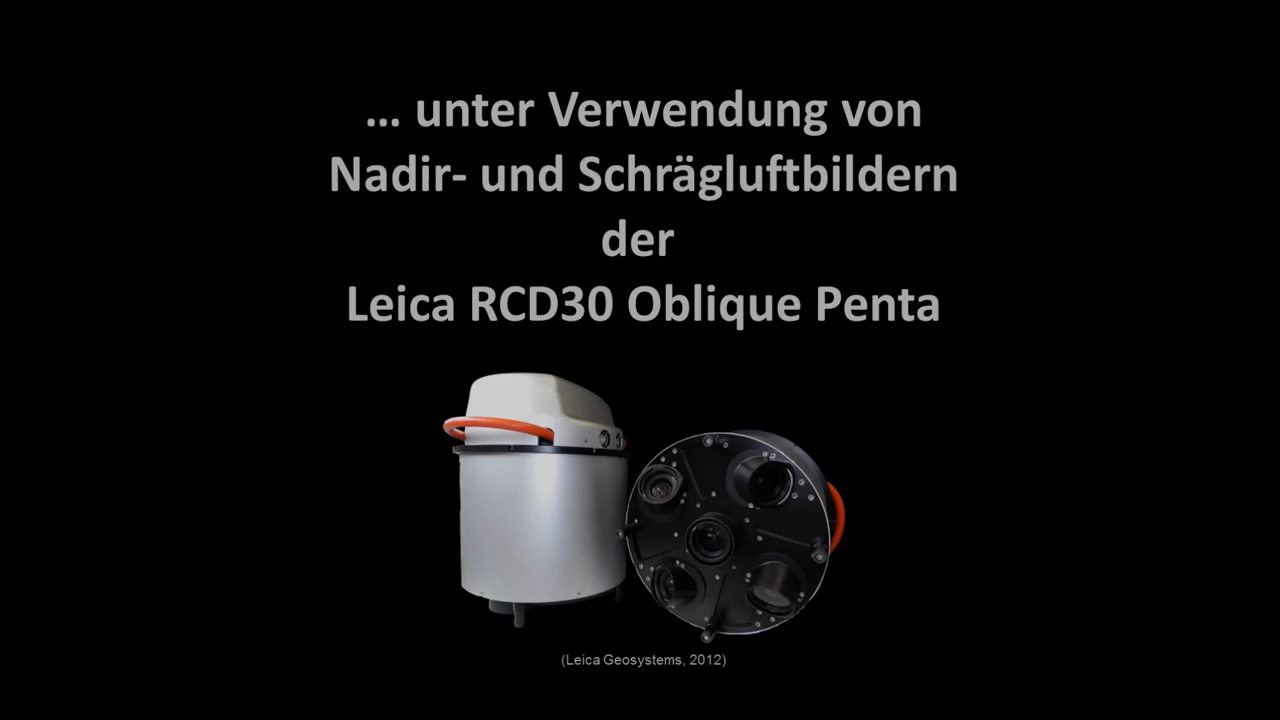 ... unter Verwendung von
Nadir- und Schrägluftbildern
der
Leica RCD30 Oblique Penta
(Leica Geosystems, 2012)